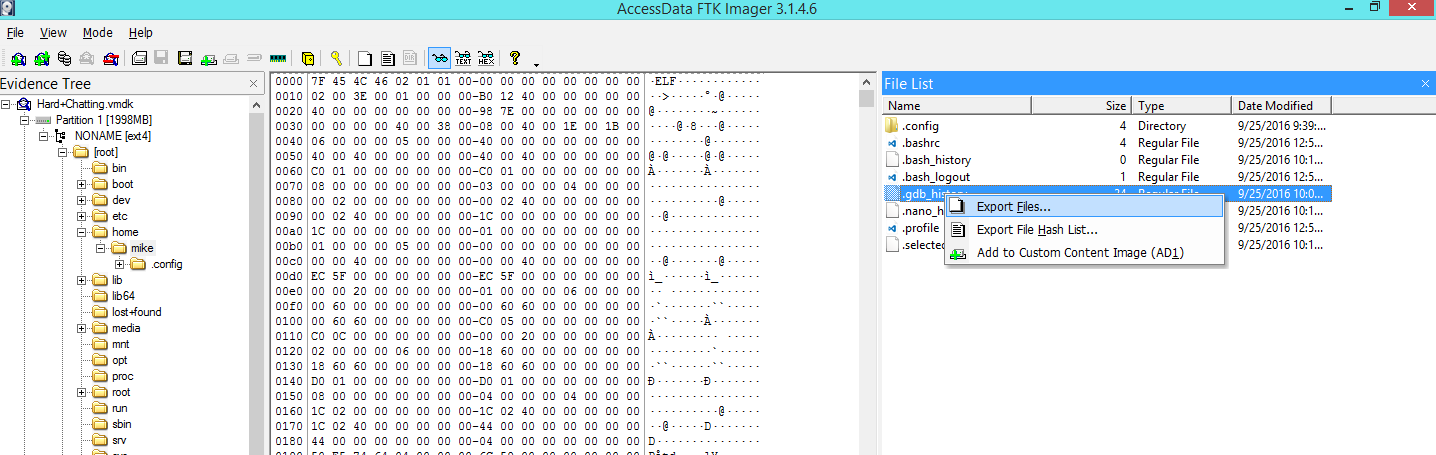 AccessData FTK Imager 3.1.4.6
File View Mode Help
Evidence Tree
Hard+Chatting.vmdk
Partition 1 [1998MB]
NONAME [ext4]
[root]
bin
boot
dev
etc
home
mike
.config
lib
lib64
lost+found
media
mnt
opt
proc
root
run
sbin
srv
0000 7F 45 4C 46 02 01 01 00-00 00 00 00 00 00 00 00 ·ELF············
0010 02 00 3E 00 01 00 00 00-B0 12 40 00 00 00 00 00 ··>·····°·@·····
0020 40 00 00 00 00 00 00 00-98 7E 00 00 00 00 00 00 @········~······
0030 00 00 00 00 40 00 38 00-08 00 40 00 1E 00 1B 00 ····@·8···@·····
0040 06 00 00 00 05 00 00 00-40 00 00 00 00 00 00 00 ········@·······
0050 40 00 40 00 00 00 00 00-40 00 40 00 00 00 00 00 @·@·····@·@·····
0060 C0 01 00 00 00 00 00 00-C0 01 00 00 00 00 00 00 À·······À·······
0070 08 00 00 00 00 00 00 00-03 00 00 00 04 00 00 00 ················
0080 00 02 00 00 00 00 00 00-00 02 40 00 00 00 00 00 ··········@·····
0090 00 02 40 00 00 00 00 00-1C 00 00 00 00 00 00 00 ··@·············
00a0 1C 00 00 00 00 00 00 00-01 00 00 00 00 00 00 00 ················
00b0 01 00 00 00 05 00 00 00-00 00 00 00 00 00 00 00 ················
00c0 00 00 40 00 00 00 00 00-00 00 40 00 00 00 00 00 ··@·······@·····
00d0 EC 5F 00 00 00 00 00 00-EC 5F 00 00 00 00 00 00 ì_······ì_······
00e0 00 00 20 00 00 00 00 00-01 00 00 00 06 00 00 00 ·· ·············
00f0 00 60 00 00 00 00 00 00-00 60 60 00 00 00 00 00 ·`·······``·····
0100 00 60 60 00 00 00 00 00-C0 05 00 00 00 00 00 00 ·``·····À·······
0110 C0 0C 00 00 00 00 00 00-00 00 20 00 00 00 00 00 À········· ·····
0120 02 00 00 00 06 00 00 00-18 60 00 00 00 00 00 00 ·········`······
0130 18 60 60 00 00 00 00 00-18 60 60 00 00 00 00 00 ·``······``·····
0140 D0 01 00 00 00 00 00 00-D0 01 00 00 00 00 00 00 Ð·······Ð·······
0150 08 00 00 00 00 00 00 00-04 00 00 00 04 00 00 00 ················
0160 1C 02 00 00 00 00 00 00-1C 02 40 00 00 00 00 00 ··········@·····
0170 1C 02 40 00 00 00 00 00-44 00 00 00 00 00 00 00 ··@·····D·······
0180 44 00 00 00 00 00 00 00-04 00 00 00 00 00 00 00 D···············
File List
Name Size Type Date Modified
.config 4 Directory 9/25/2016 9:39:...
.bashrc 4 Regular File 9/25/2016 12:5...
.bash_history 0 Regular File 9/25/2016 10:1...
.bash_logout 1 Regular File 9/25/2016 12:5...
.gdb_history 24 Regular File 9/25/2016 10:0...
.nano_h 9/25/2016 10:1...
.profile 9/25/2016 12:5...
.selected 9/25/2016 10:1...
Export Files...
Export File Hash List...
Add to Custom Content Image (AD1)